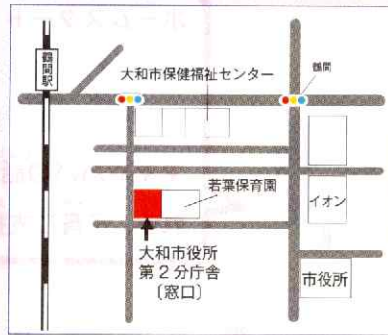 鶴間駅
大和市保健福祉センター
鶴間
若葉保育園
イオン
大和市役所
第2分庁舎
〔窓口〕
市役所